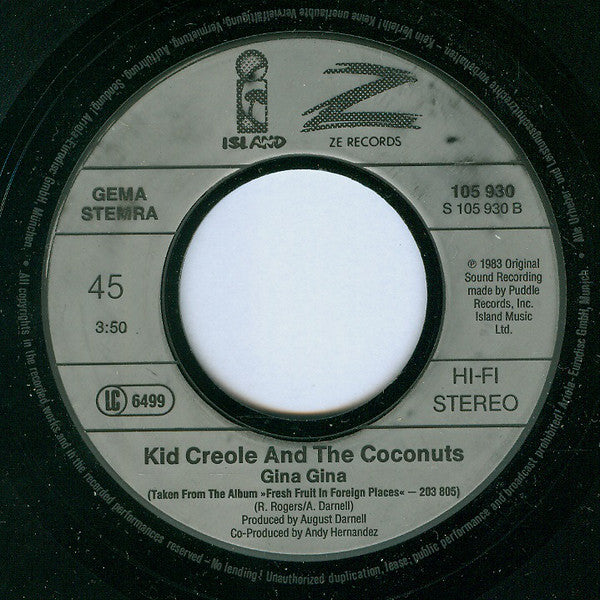 ISLAND
ZE RECORDS
GEMA
STEMRA
105 930
S 105 930 B
45
3:50
℗ 1983 Original
Sound Recording
made by Puddle
Records, Inc.
Island Music
Ltd.
LC 6499
HI-FI
STEREO
Kid Creole And The Coconuts
Gina Gina
(Taken From The Album »Fresh Fruit In Foreign Places« – 203 805)
(R. Rogers/A. Darnell)
Produced by August Darnell
Co-Produced by Andy Hernandez
All copyrights in the recorded works and in the recorded performances reserved – No lending! Unauthorized duplication, lease, public performance and broadcast prohibited!